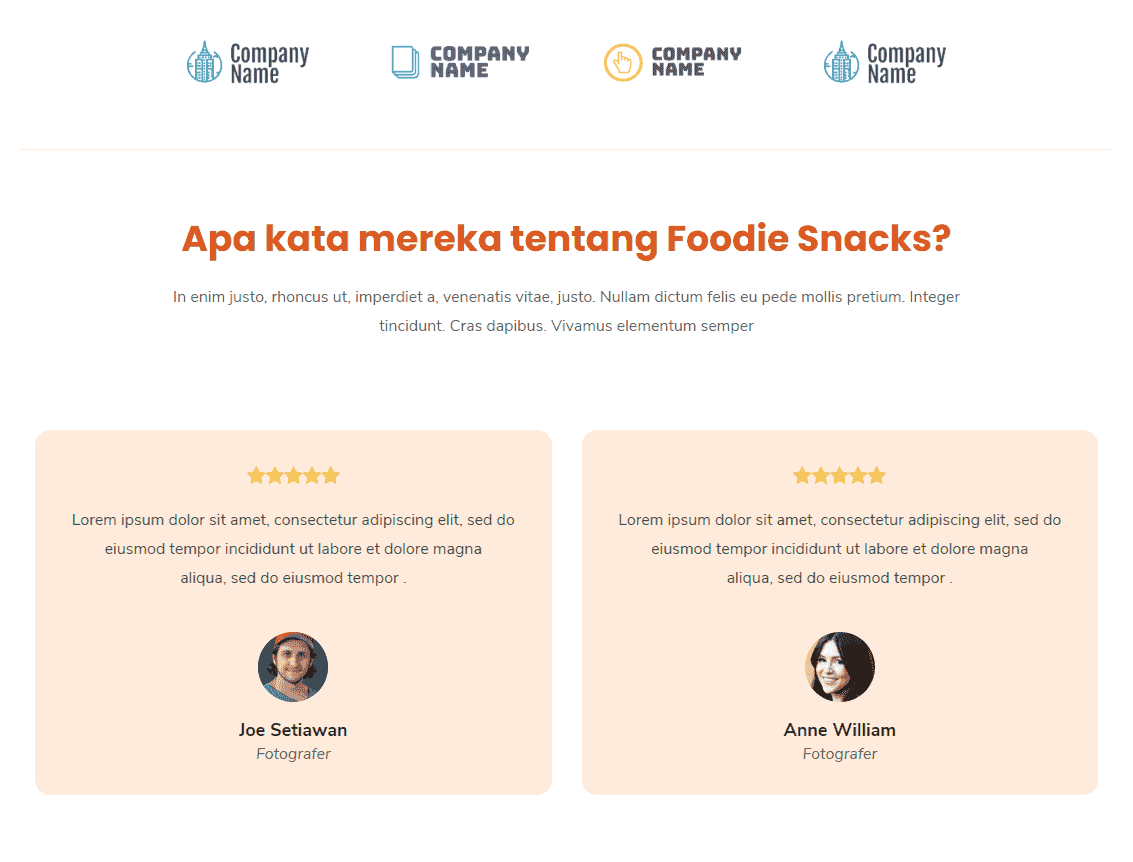 Company
Name
COMPANY
NAME
COMPANY
NAME
Company
Name
Apa kata mereka tentang Foodie Snacks?
In enim justo, rhoncus ut, imperdiet a, venenatis vitae, justo. Nullam dictum felis eu pede mollis pretium. Integer
tincidunt. Cras dapibus. Vivamus elementum semper
Lorem ipsum dolor sit amet, consectetur adipiscing elit, sed do
eiusmod tempor incididunt ut labore et dolore magna
aliqua, sed do eiusmod tempor .
Joe Setiawan
Fotografer
Lorem ipsum dolor sit amet, consectetur adipiscing elit, sed do
eiusmod tempor incididunt ut labore et dolore magna
aliqua, sed do eiusmod tempor .
Anne William
Fotografer